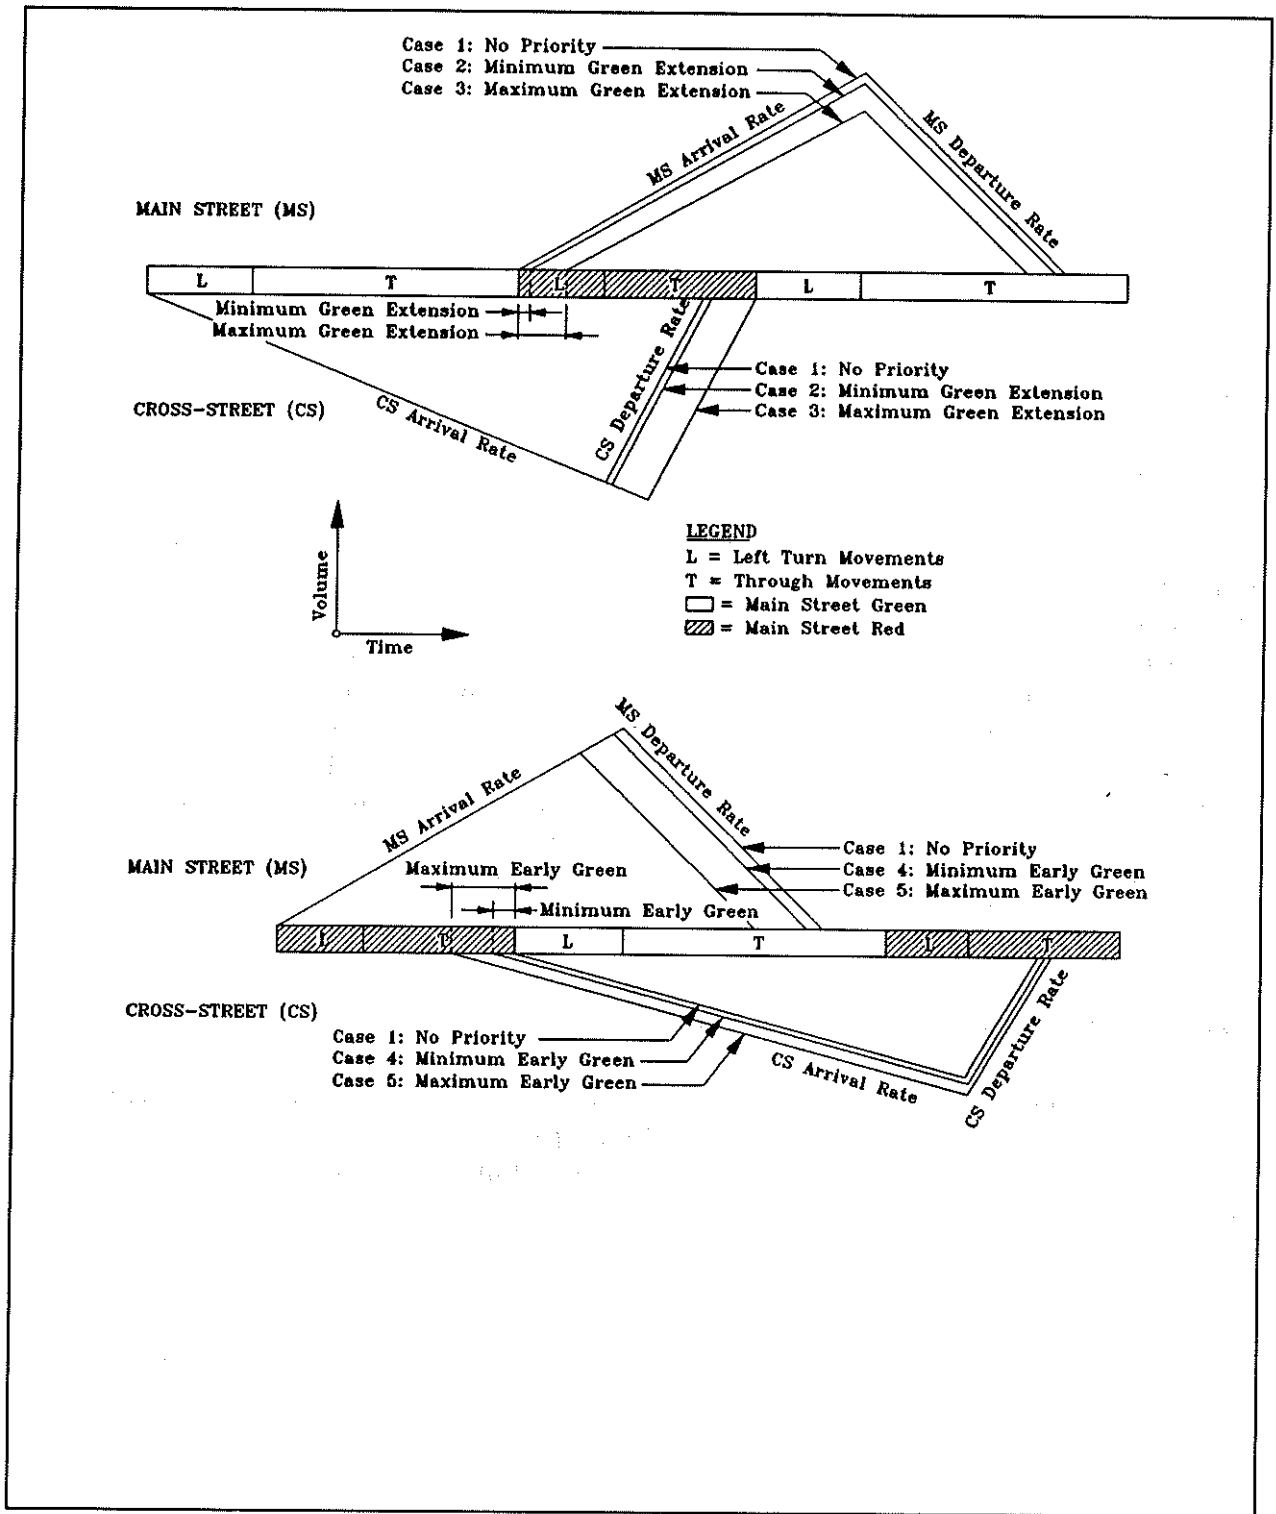 Case 1: No Priority
Case 2: Minimum Green Extension
Case 3: Maximum Green Extension
MS Arrival Rate
MS Departure Rate
MAIN STREET (MS)
L T L T L T
Minimum Green Extension
Maximum Green Extension
CS Departure Rate
Case 1: No Priority
Case 2: Minimum Green Extension
Case 3: Maximum Green Extension
CROSS-STREET (CS)
CS Arrival Rate
Volume
Time
LEGEND
L = Left Turn Movements
T = Through Movements
= Main Street Green
= Main Street Red
MS Departure Rate
MS Arrival Rate
Case 1: No Priority
Case 4: Minimum Early Green
Case 5: Maximum Early Green
MAIN STREET (MS)
Maximum Early Green
Minimum Early Green
L T L T L T
CROSS-STREET (CS)
Case 1: No Priority
Case 4: Minimum Early Green
Case 5: Maximum Early Green
CS Arrival Rate
CS Departure Rate